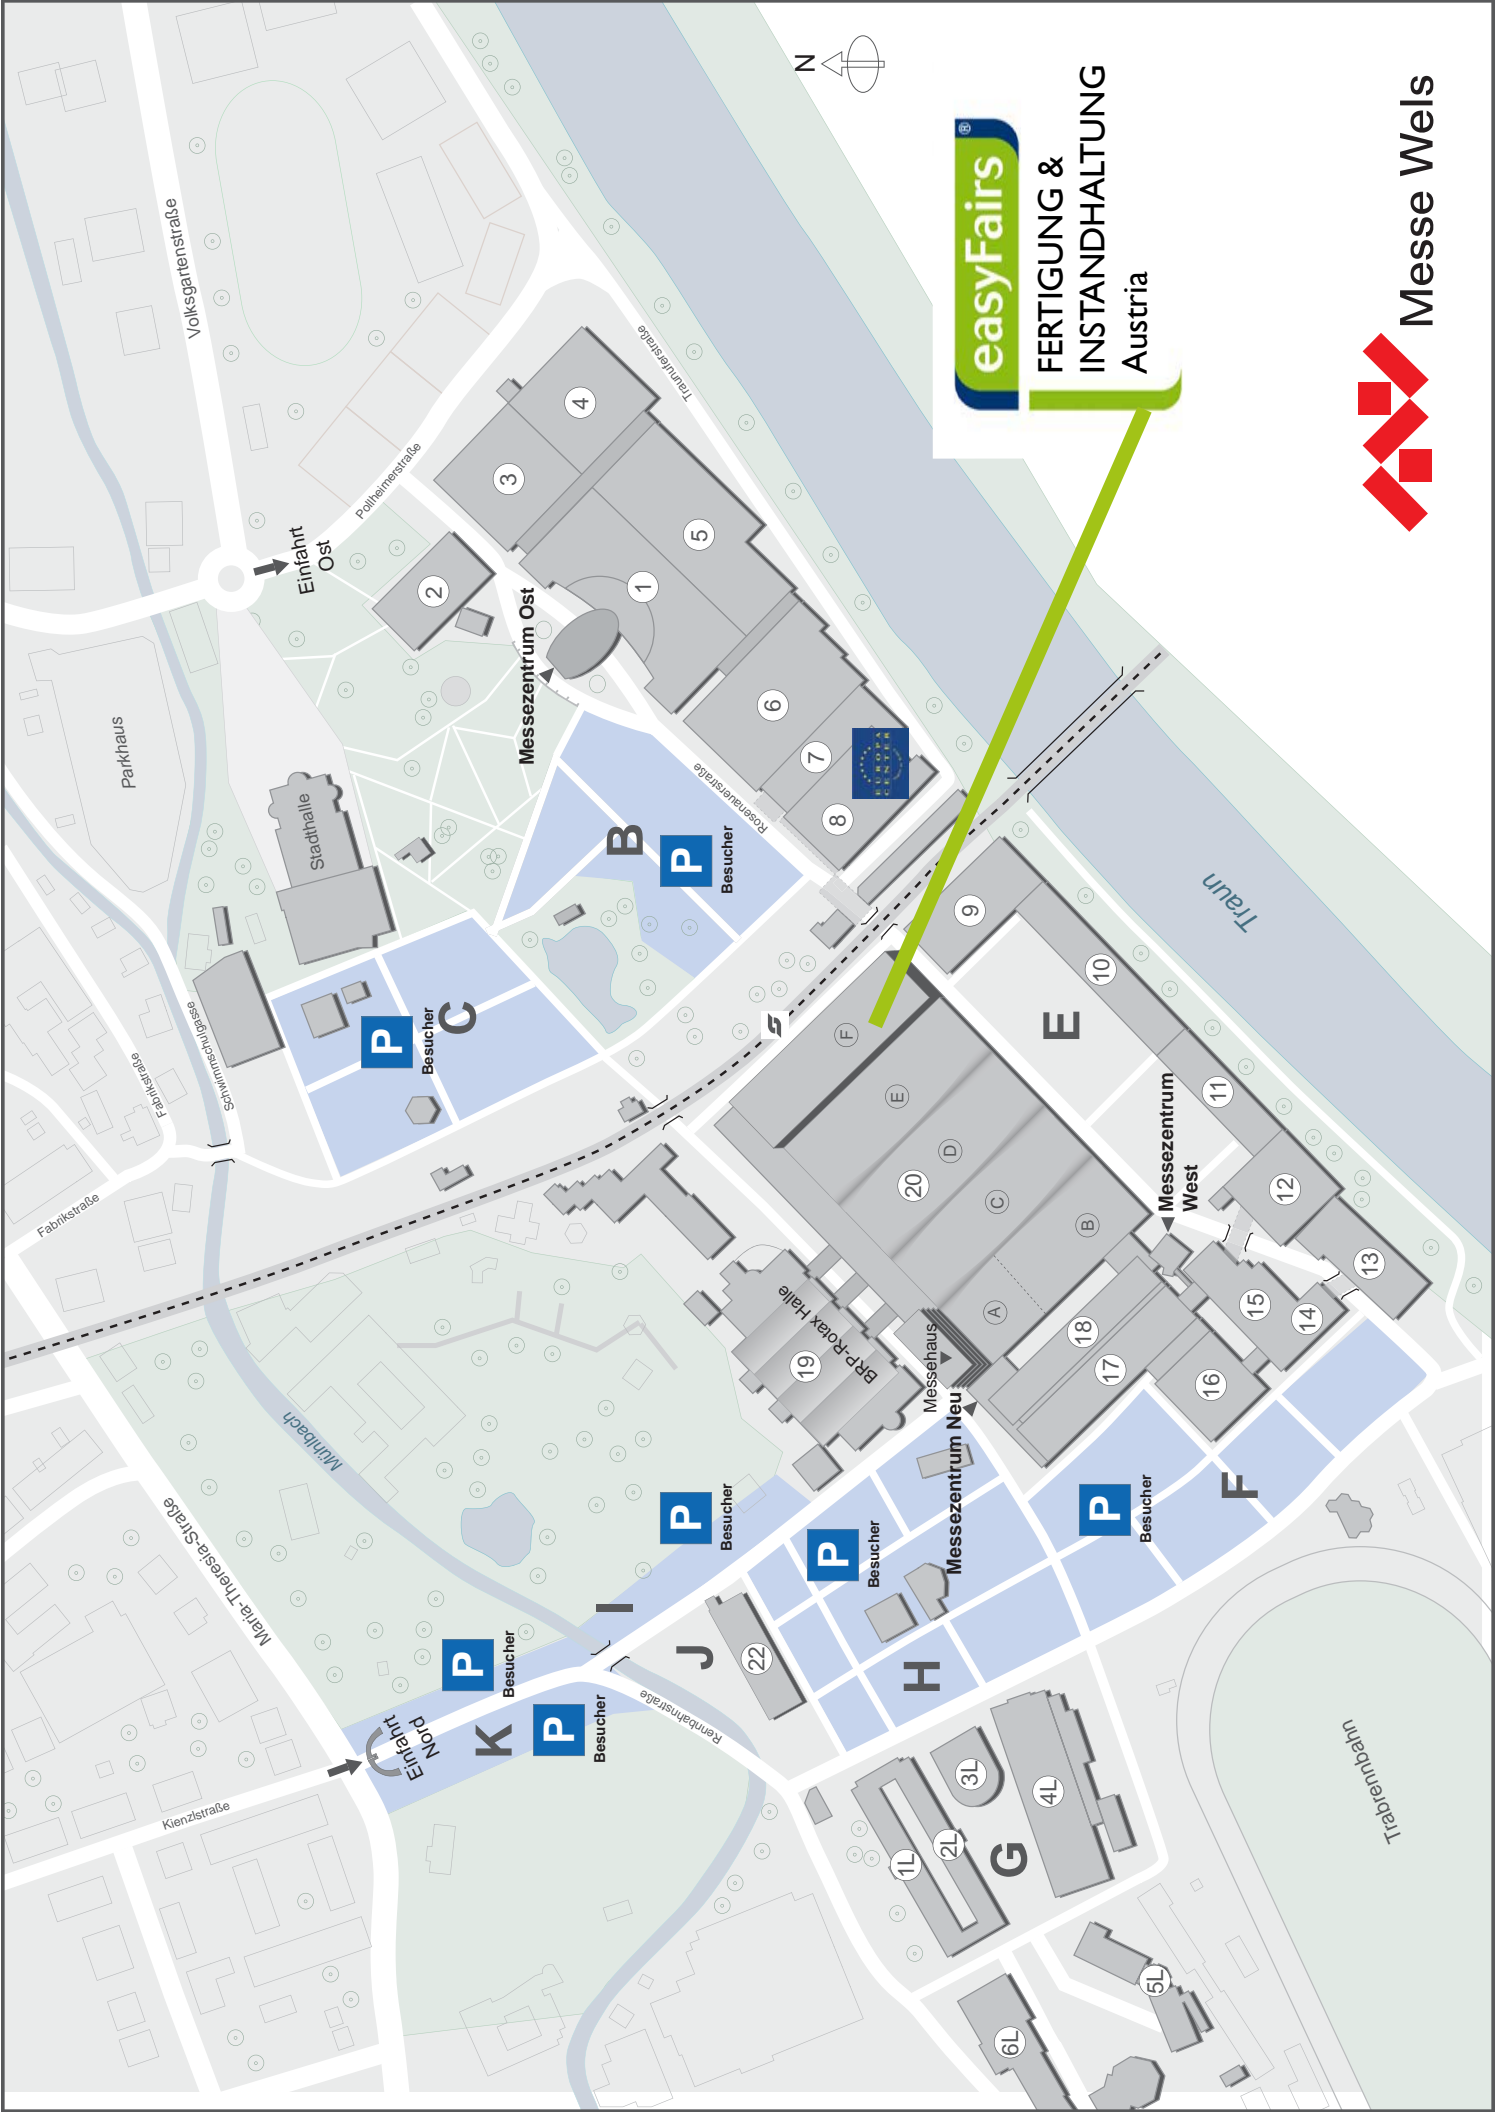 N
easyFairs®
FERTIGUNG &
INSTANDHALTUNG
Austria
Messe Wels
Volksgartenstraße
Parkhaus
Einfahrt
Ost
Pollheimerstraße
Traunuferstraße
Stadthalle
Messezentrum Ost
Rosenauerstraße
EUROPA
CENTER
1
2
3
4
5
6
7
8
B
P
Besucher
C
P
Besucher
Fabrikstraße
Schwimmschulgasse
Fabrikstraße
Traun
9
10
11
12
13
14
15
16
17
18
19
20
22
A
B
C
D
E
F
E
Messezentrum
West
BRP-Rotax Halle
Messehaus
Messezentrum Neu
Mühlbach
Maria-Theresia-Straße
P
Besucher
I
P
Besucher
P
Besucher
F
P
Besucher
H
J
K
P
Besucher
Einfahrt
Nord
Kienzlstraße
Rennbahnstraße
1L
2L
3L
4L
5L
6L
G
Trabrennbahn